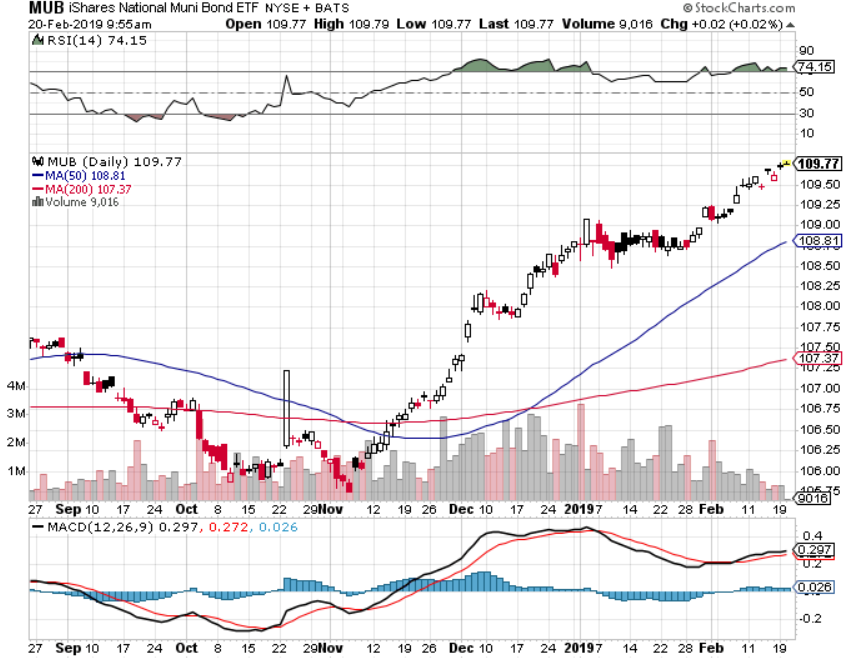 MUB iShares National Muni Bond ETF NYSE + BATS © StockCharts.com
20-Feb-2019 9:55am Open 109.77 High 109.79 Low 109.77 Last 109.77 Volume 9,016 Chg +0.02 (+0.02%)
RSI(14) 74.15
90
74.15
50
30
10
MUB (Daily) 109.77
MA(50) 108.81
MA(200) 107.37
Volume 9,016
109.77
109.50
109.25
109.00
108.81
108.50
108.25
108.00
107.75
107.50
107.37
107.25
107.00
106.75
106.50
106.25
106.00
105.75
9016
4M
3M
2M
1M
27 Sep 10 17 24 Oct 8 15 22 29 Nov 12 19 26 Dec 10 17 24 2019 7 14 22 28 Feb 11 19
MACD(12,26,9) 0.297, 0.272, 0.026
0.4
0.297
0.2
0.026
-0.2
27 Sep 10 17 24 Oct 8 15 22 29 Nov 12 19 26 Dec 10 17 24 2019 7 14 22 28 Feb 11 19